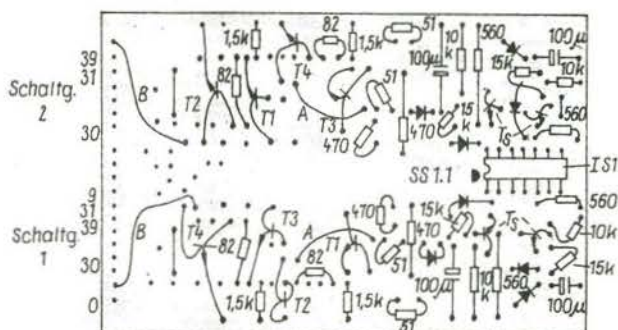 82
51
560
100µ
39
1,5k
1,5k
10
k
15k
31
T4
100µ
10k
Schaltg.
2
B
T2
82
T1
A
T3
51
15
k
TS
560
30
470
470
IS1
SS 1.1
9
31
39
Schaltg.
1
B
T4
T3
A
T1
470
15k
TS
560
10k
82
82
51
470
30
100µ
10
k
560
15k
0
1,5k
T2
1,5k
51
100µ